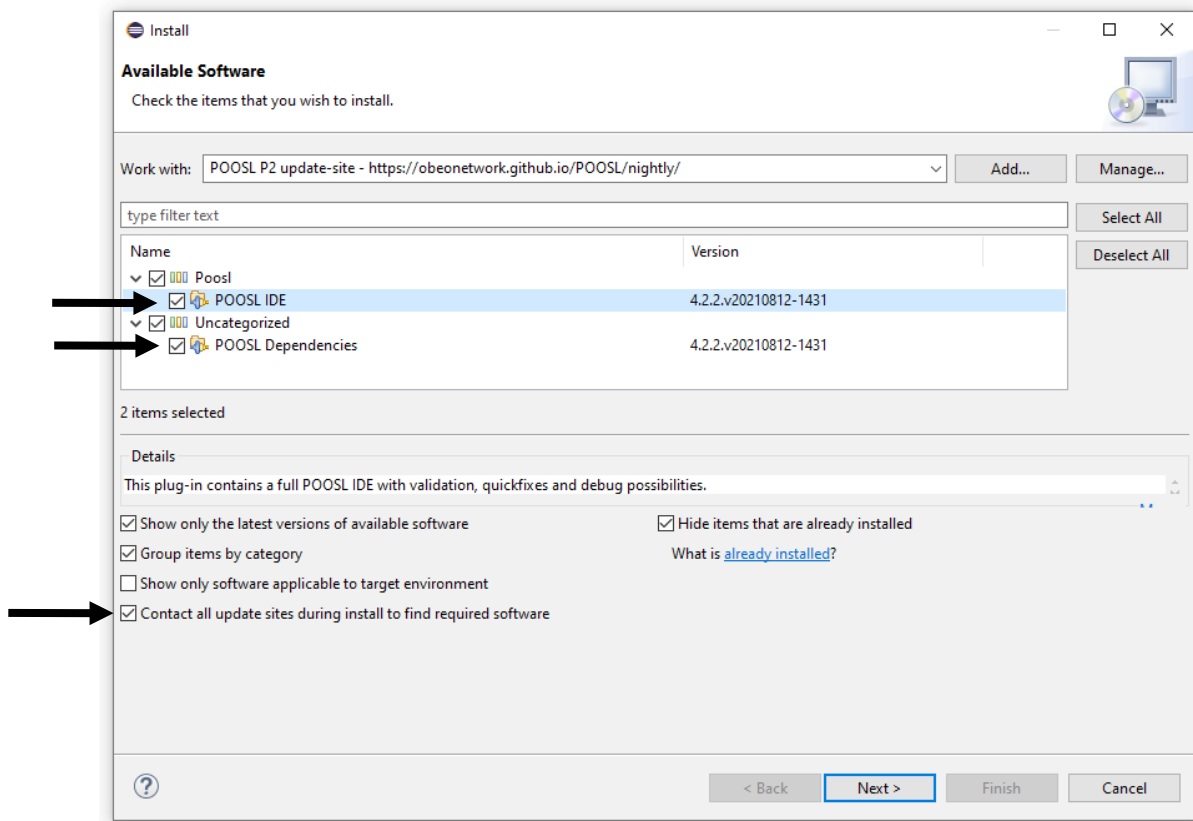 Install
Available Software
Check the items that you wish to install.
Work with: POOSL P2 update-site - https://obeonetwork.github.io/POOSL/nightly/ Add... Manage...
type filter text Select All
Name Version Deselect All
Poosl
POOSL IDE 4.2.2.v20210812-1431
Uncategorized
POOSL Dependencies 4.2.2.v20210812-1431
2 items selected
Details
This plug-in contains a full POOSL IDE with validation, quickfixes and debug possibilities.
Show only the latest versions of available software Hide items that are already installed
Group items by category What is already installed?
Show only software applicable to target environment
Contact all update sites during install to find required software
? < Back Next > Finish Cancel